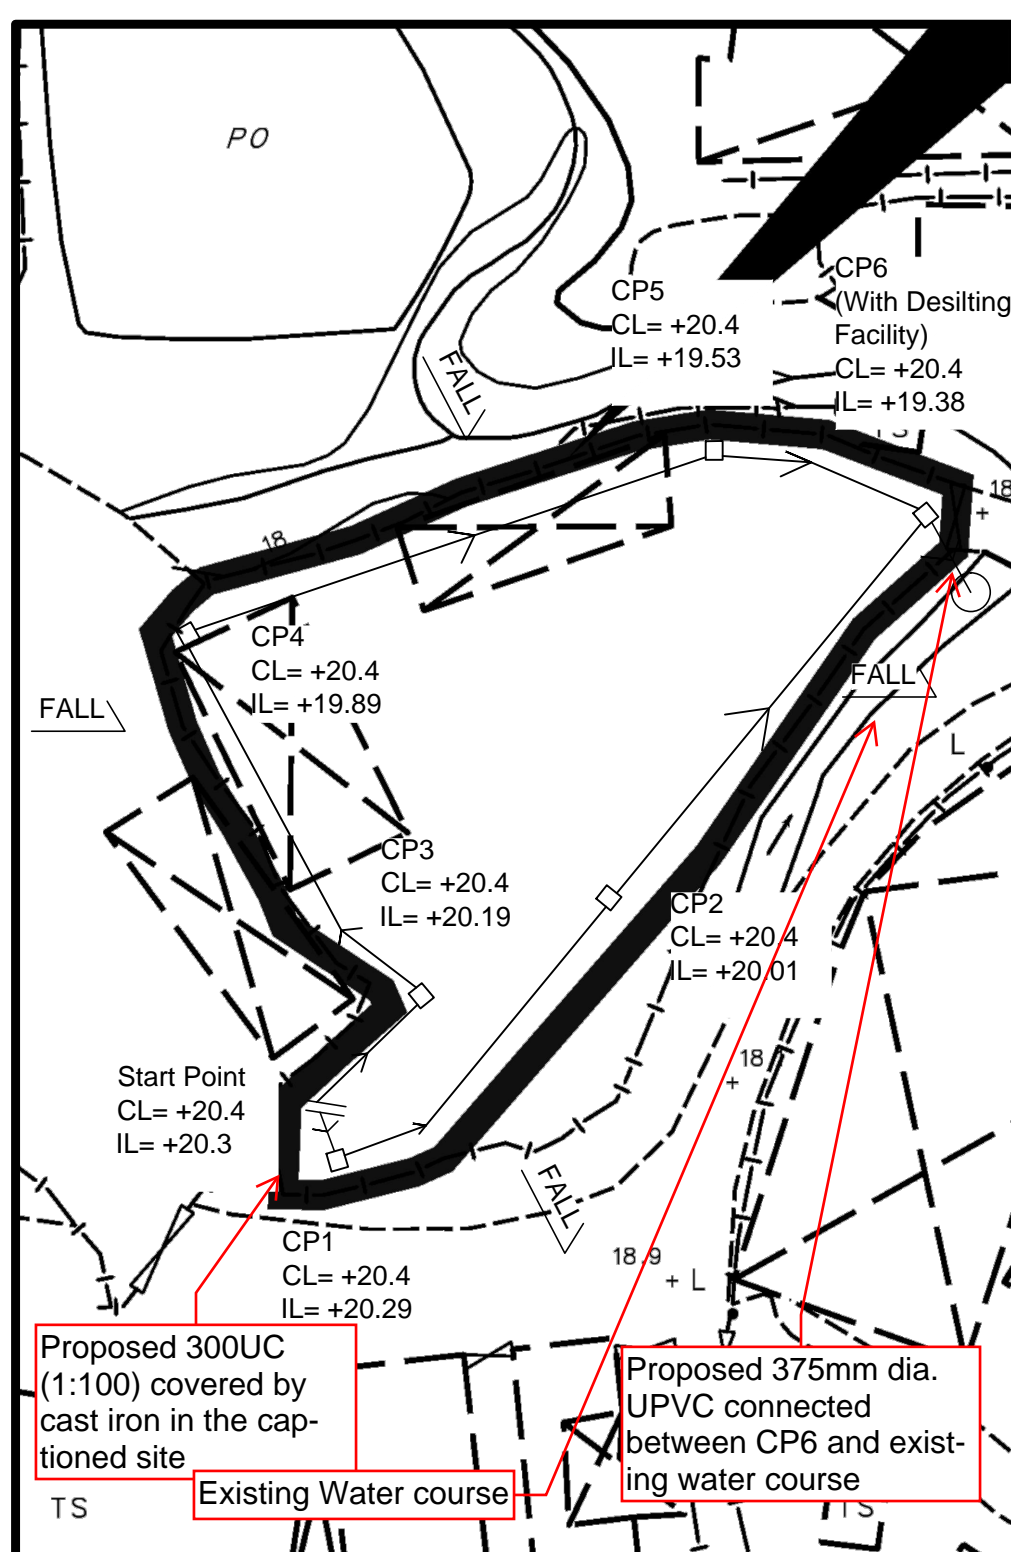 PO
CP5
CL= +20.4
IL= +19.53
CP6
(With Desilting
Facility)
CL= +20.4
IL= +19.38
FALL
TS
18
18
CP4
CL= +20.4
IL= +19.89
FALL
FALL
L
CP3
CL= +20.4
IL= +20.19
CP2
CL= +20.4
IL= +20.01
18
Start Point
CL= +20.4
IL= +20.3
FALL
CP1
CL= +20.4
IL= +20.29
18.9
L
Proposed 300UC
(1:100) covered by
cast iron in the cap-
tioned site
Proposed 375mm dia.
UPVC connected
between CP6 and exist-
ing water course
Existing Water course
TS
TS